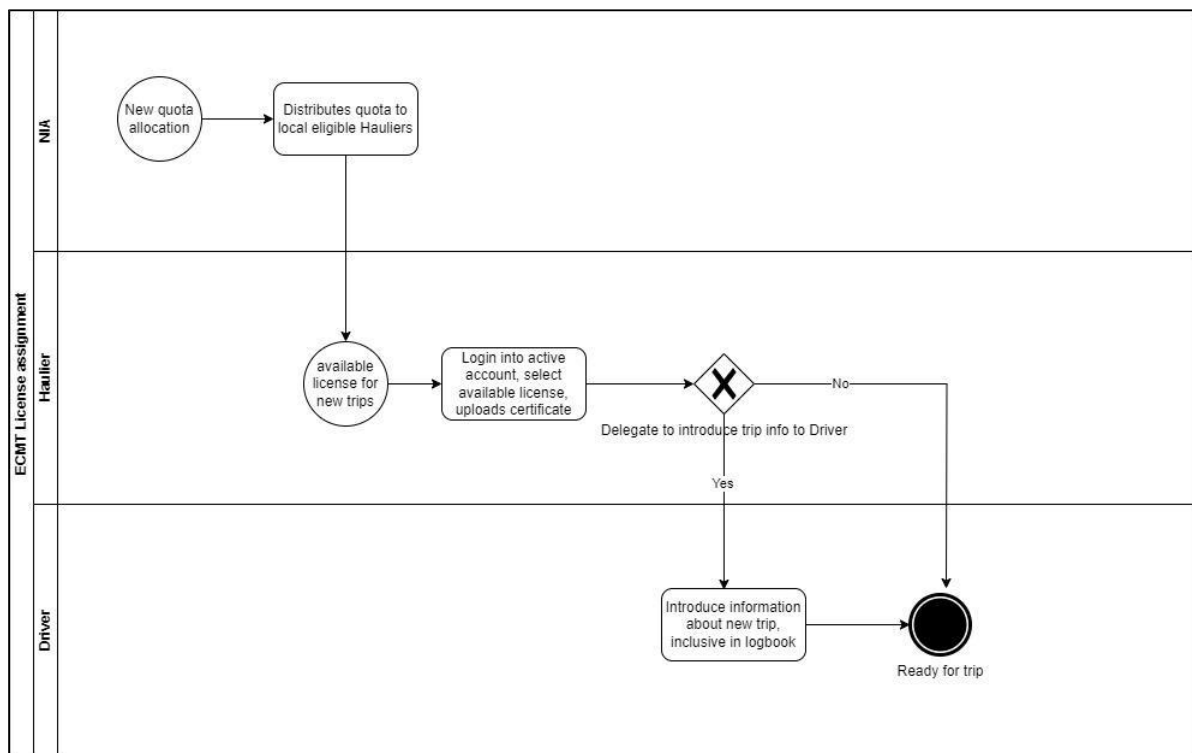 ECMT License assignment
NIA
New quota
allocation
Distributes quota to
local eligible Hauliers
Haulier
available
license for
new trips
Login into active
account, select
available license,
uploads certificate
No
Delegate to introduce trip info to Driver
Yes
Driver
Introduce information
about new trip,
inclusive in logbook
Ready for trip